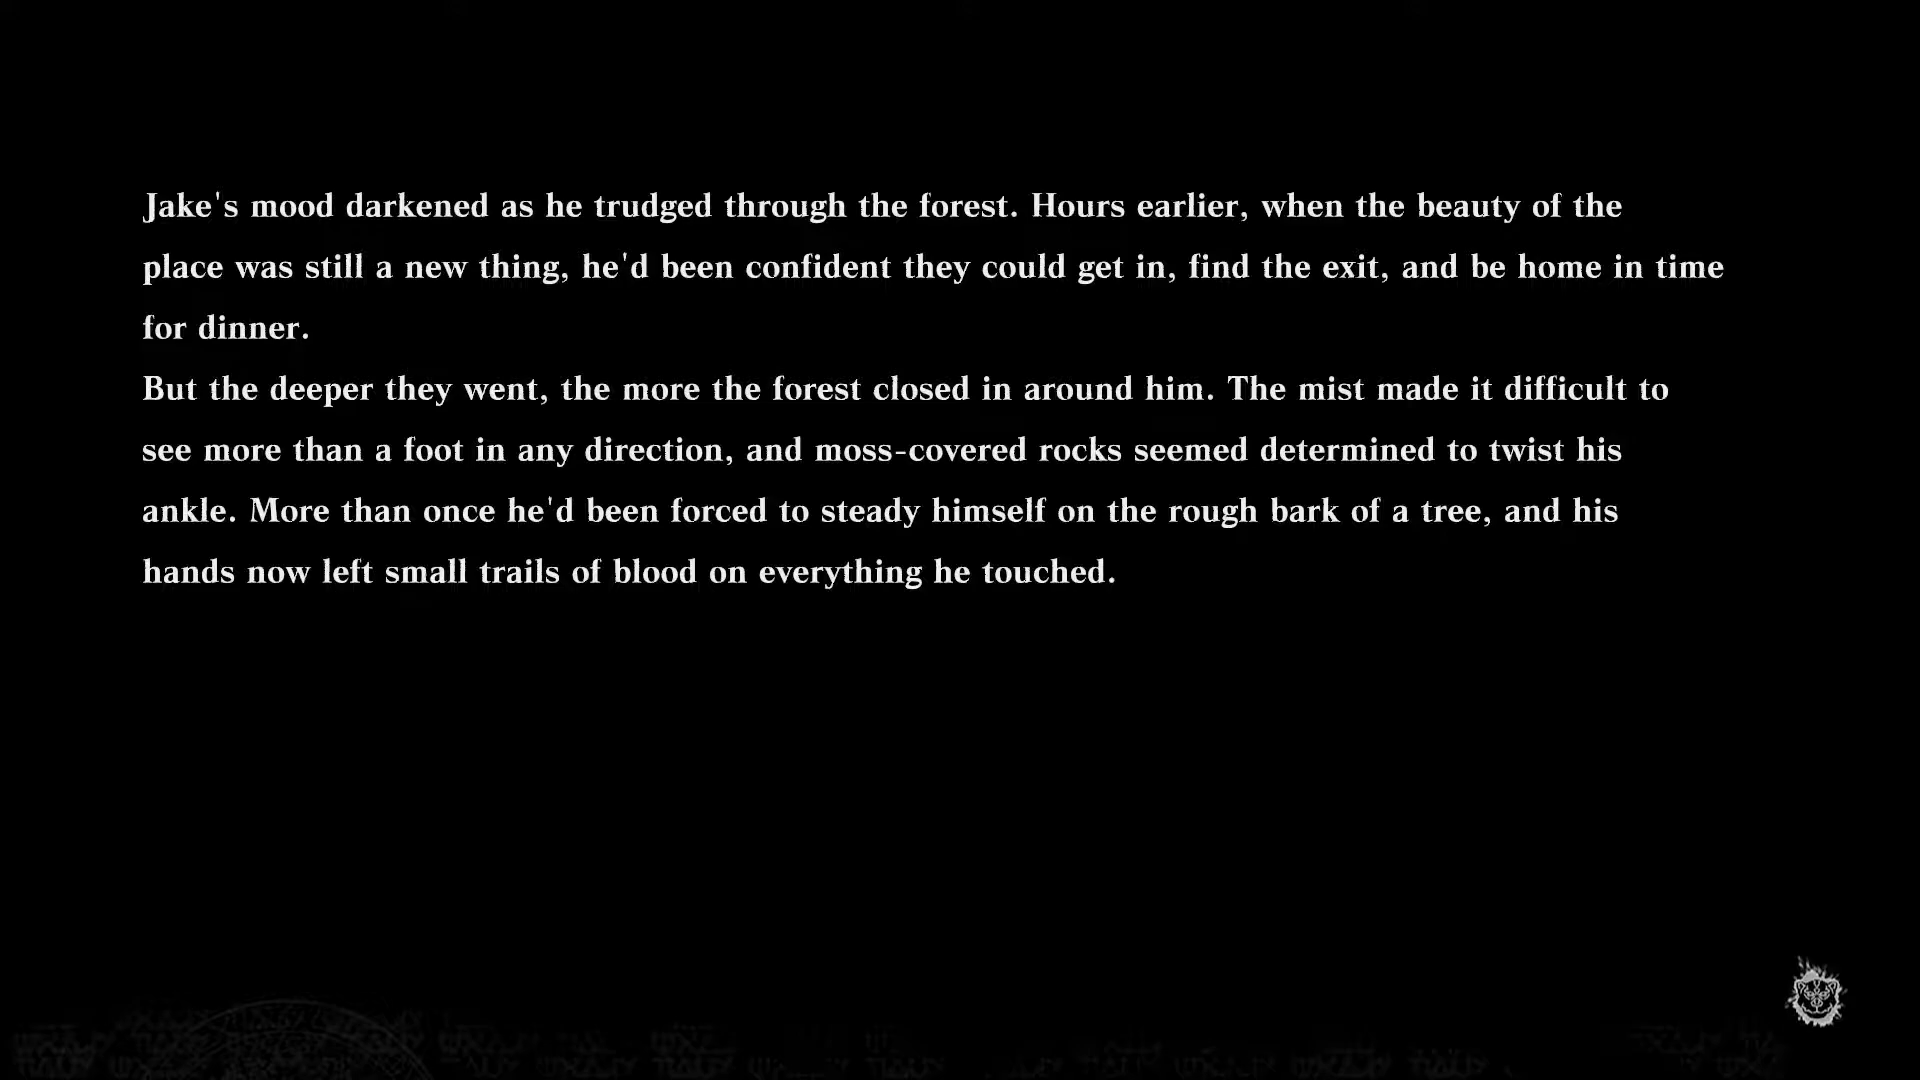 Jake's mood darkened as he trudged through the forest. Hours earlier, when the beauty of the
place was still a new thing, he'd been confident they could get in, find the exit, and be home in time
for dinner.
But the deeper they went, the more the forest closed in around him. The mist made it difficult to
see more than a foot in any direction, and moss-covered rocks seemed determined to twist his
ankle. More than once he'd been forced to steady himself on the rough bark of a tree, and his
hands now left small trails of blood on everything he touched.